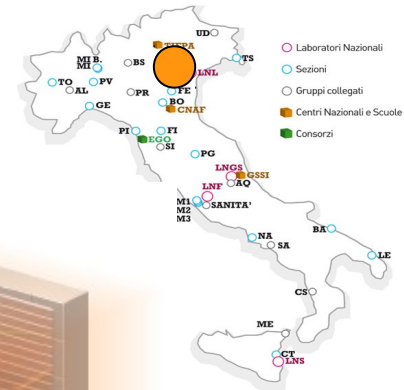 UD
TIFPA
TS
MI B.
MI
BS
LNL
TO
PV
AL
PR
FE
BO
CNAF
GE
PI
FI
EGO
SI
PG
LNGS
GSSI
AQ
LNF
M1
M2
M3
SANITA'
NA
SA
BA
LE
CS
ME
CT
LNS
Laboratori Nazionali
Sezioni
Gruppi collegati
Centri Nazionali e Scuole
Consorzi